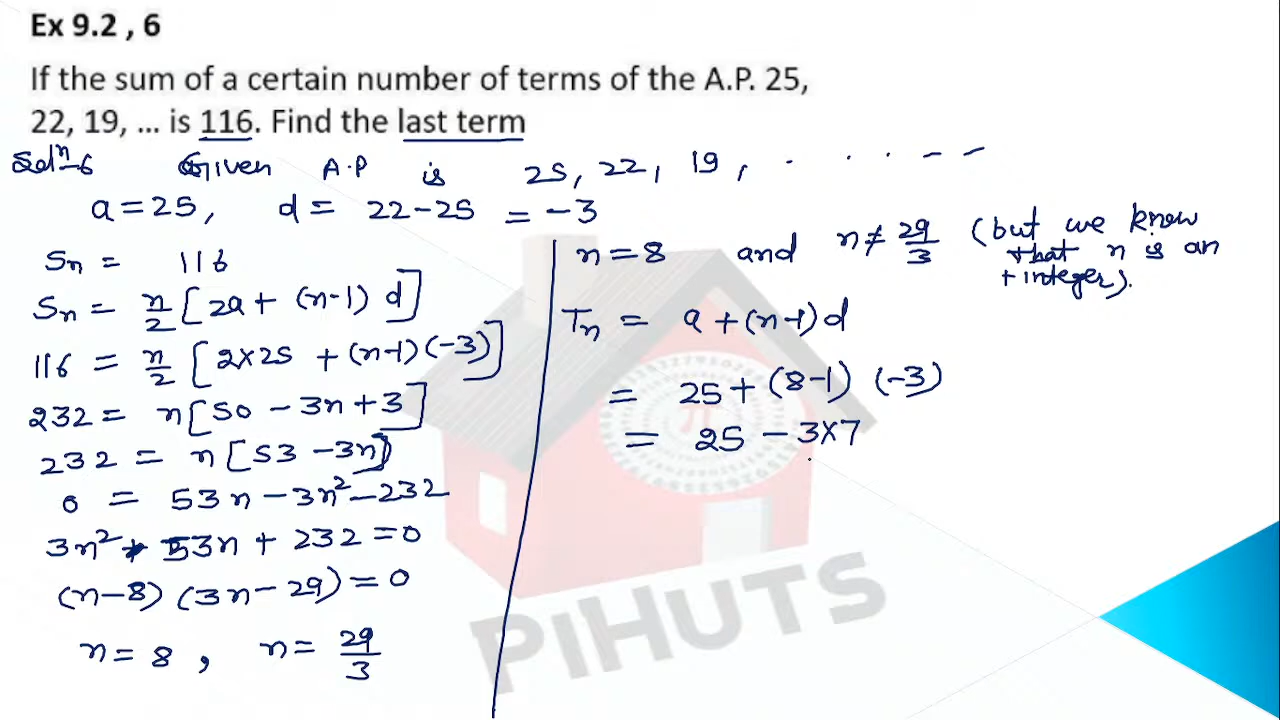 Ex 9.2 , 6
If the sum of a certain number of terms of the A.P. 25,
22, 19, ... is 116. Find the last term
Solⁿ-6 Given A.P is 25, 22, 19, . . . . - -
a = 25, d = 22-25 = -3
Sn = 116
Sn = n/2 [2a + (n-1) d]
116 = n/2 [2×25 + (n-1)(-3)]
232 = n[50 - 3n + 3]
232 = n[53 - 3n]
0 = 53n - 3n² - 232
3n² - 53n + 232 = 0
(n-8) (3n-29) = 0
n = 8 , n = 29/3
n = 8 and n ≠ 29/3 (but we know
that n is an
+integer).
Tn = a + (n-1)d
= 25 + (8-1) (-3)
= 25 - 3×7
π
PiHUTS